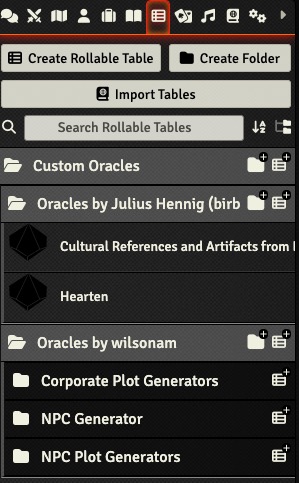 Create Rollable Table
Create Folder
Import Tables
Search Rollable Tables
Custom Oracles
Oracles by Julius Hennig (birb
Cultural References and Artifacts from
Hearten
Oracles by wilsonam
Corporate Plot Generators
NPC Generator
NPC Plot Generators